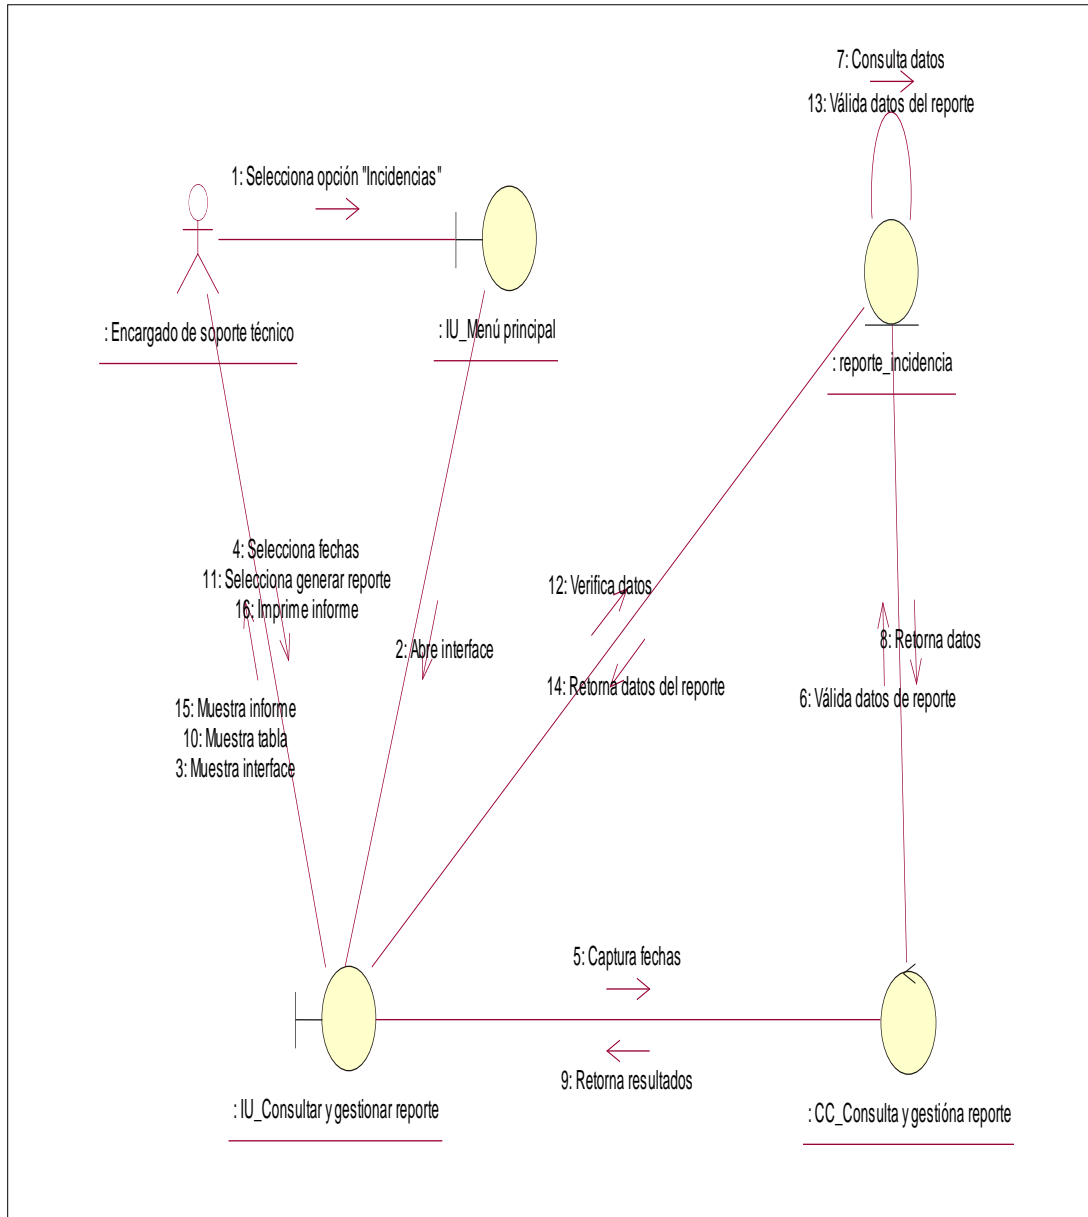 7: Consulta datos
13: Válida datos del reporte
1: Selecciona opción "Incidencias"
: Encargado de soporte técnico
: IU_Menú principal
: reporte_incidencia
4: Selecciona fechas
11: Selecciona generar reporte
16: Imprime informe
12: Verifica datos
2: Abre interface
8: Retorna datos
14: Retorna datos del reporte
6: Válida datos de reporte
15: Muestra informe
10: Muestra tabla
3: Muestra interface
5: Captura fechas
9: Retorna resultados
: IU_Consultar y gestionar reporte
: CC_Consulta y gestióna reporte